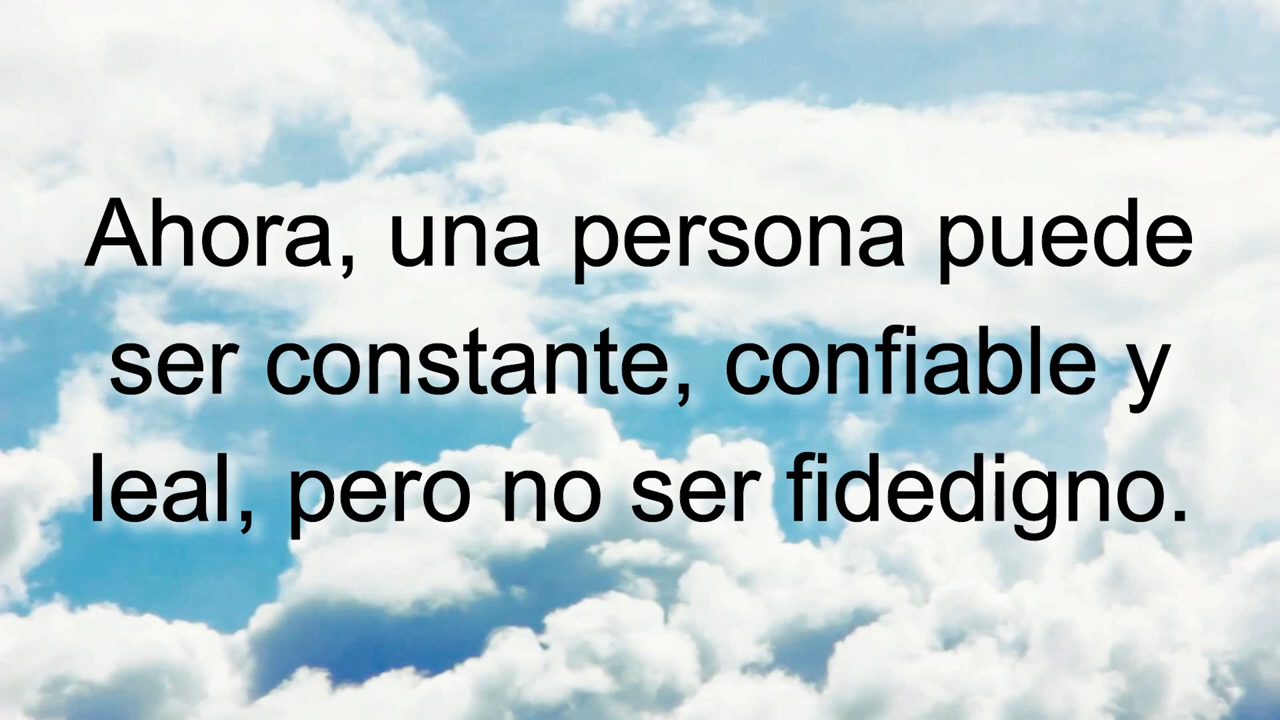 Ahora, una persona puede
ser constante, confiable y
leal, pero no ser fidedigno.